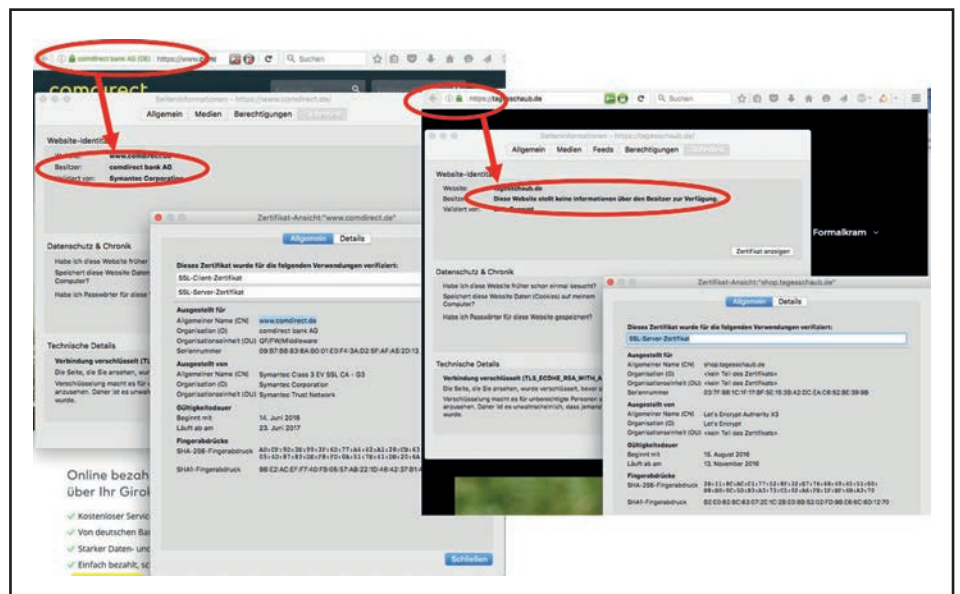 comdirect bank AG (DE) https://www.com
Suchen
comdirect
Seiteninformationen - https://www.comdirect.de/
Allgemein Medien Berechtigungen
Website-Identität
Website: www.comdirect.de
Besitzer: comdirect bank AG
Validiert von: Symantec Corporation
Datenschutz & Chronik
Habe ich diese Website früher
Speichert diese Website Daten
Computer?
Habe ich Passwörter für diese
Technische Details
Verbindung verschlüsselt (TL
Die Seite, die Sie ansehen, wur
Verschlüsselung macht es für
anzusehen. Daher ist es unwah
wurde.
Zertifikat-Ansicht:"www.comdirect.de"
Allgemein Details
Dieses Zertifikat wurde für die folgenden Verwendungen verifiziert:
SSL-Client-Zertifikat
SSL-Server-Zertifikat
Ausgestellt für
Allgemeiner Name (CN) www.comdirect.de
Organisation (O) comdirect bank AG
Organisationseinheit (OU) QF|FW|Middleware
Seriennummer
Ausgestellt von
Allgemeiner Name (CN) Symantec Class 3 EV SSL CA - G3
Organisation (O) Symantec Corporation
Organisationseinheit (OU) Symantec Trust Network
Gültigkeitsdauer
Beginnt mit 14. Juni 2016
Läuft ab am 23. Juni 2017
Fingerabdrücke
SHA-256-Fingerabdruck
SHA1-Fingerabdruck
Schließen
Online bezah
über Ihr Girok
Kostenloser Servic
Von deutschen Ba
Starker Daten- und
Einfach bezahlt, sc
https://tagesschaub.de
Suchen
Seiteninformationen - https://tagesschaub.de/
Allgemein Medien Feeds Berechtigungen
Website-Identität
Website: tagesschaub.de
Besitzer: Diese Website stellt keine Informationen über den Besitzer zur Verfügung.
Validiert von: Let's Encrypt
Zertifikat anzeigen
Formalkram
Datenschutz & Chronik
Habe ich diese Website früher schon einmal besucht?
Speichert diese Website Daten (Cookies) auf meinem
Computer?
Habe ich Passwörter für diese Website gespeichert?
Technische Details
Verbindung verschlüsselt (TLS_ECDHE_RSA_WITH_A
Die Seite, die Sie ansehen, wurde verschlüsselt, bevor s
Verschlüsselung macht es für unberechtigte Personen s
anzusehen. Daher ist es unwahrscheinlich, dass jemand
wurde.
Zertifikat-Ansicht:"shop.tagesschaub.de"
Allgemein Details
Dieses Zertifikat wurde für die folgenden Verwendungen verifiziert:
SSL-Server-Zertifikat
Ausgestellt für
Allgemeiner Name (CN) shop.tagesschaub.de
Organisation (O) <kein Teil des Zertifikats>
Organisationseinheit (OU) <kein Teil des Zertifikats>
Seriennummer
Ausgestellt von
Allgemeiner Name (CN) Let's Encrypt Authority X3
Organisation (O) Let's Encrypt
Organisationseinheit (OU) <kein Teil des Zertifikats>
Gültigkeitsdauer
Beginnt mit 15. August 2016
Läuft ab am 13. November 2016
Fingerabdrücke
SHA-256-Fingerabdruck
SHA1-Fingerabdruck